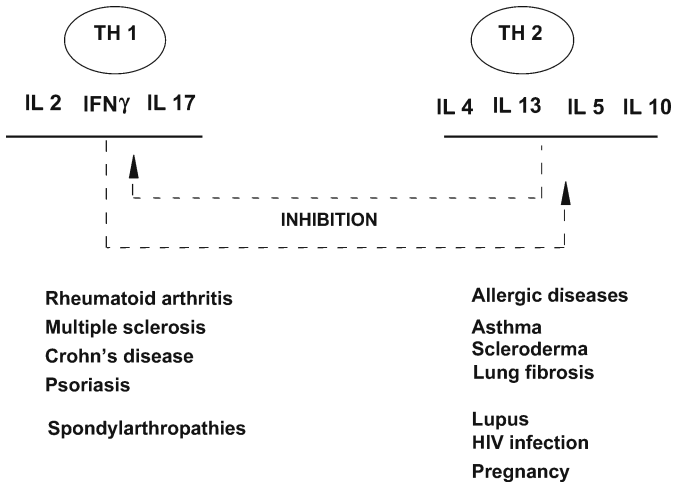 TH 1
TH 2
IL 2 IFNγ IL 17
IL 4 IL 13 IL 5 IL 10
INHIBITION
Rheumatoid arthritis
Multiple sclerosis
Crohn's disease
Psoriasis
Spondylarthropathies
Allergic diseases
Asthma
Scleroderma
Lung fibrosis
Lupus
HIV infection
Pregnancy